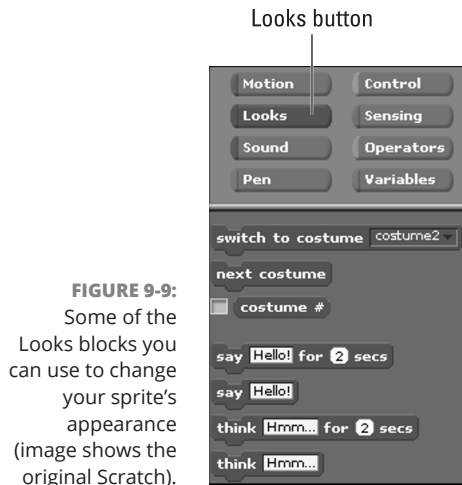 Looks button
Motion Control
Looks Sensing
Sound Operators
Pen Variables
switch to costume costume2
next costume
costume #
say Hello! for 2 secs
say Hello!
think Hmm... for 2 secs
think Hmm...
FIGURE 9-9:
Some of the
Looks blocks you
can use to change
your sprite’s
appearance
(image shows the
original Scratch).